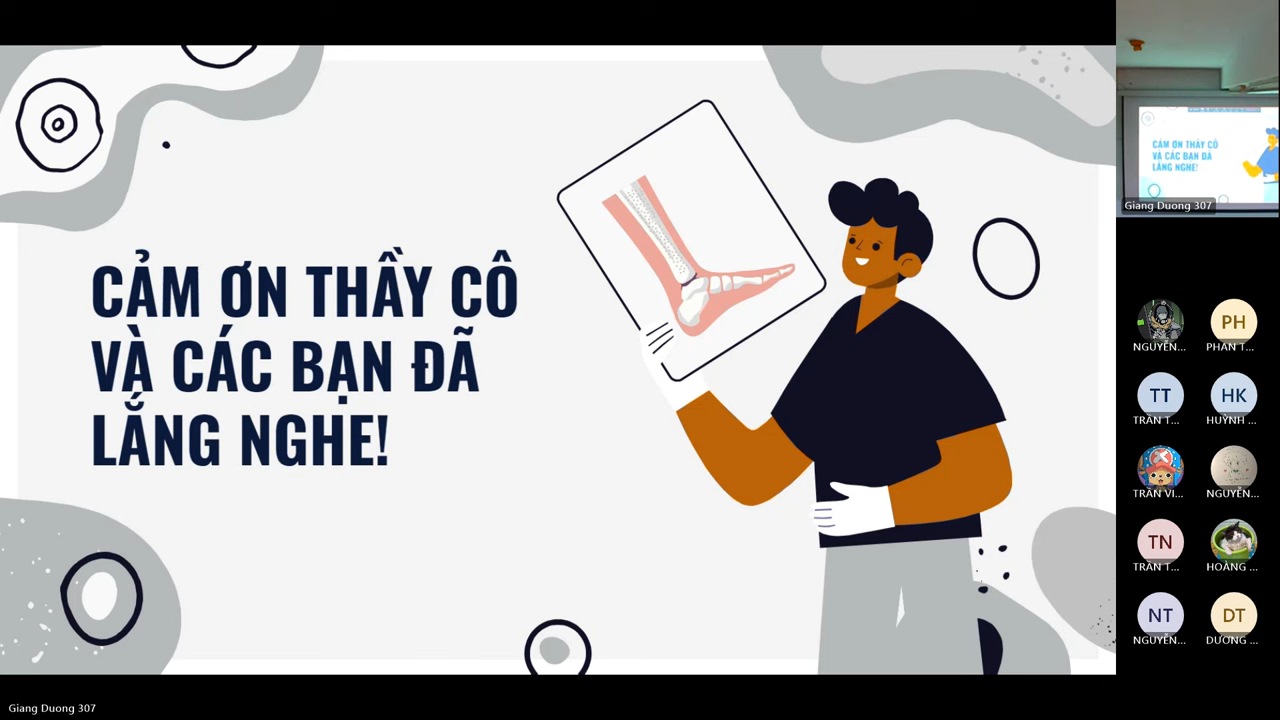 CẢM ƠN THẦY CÔ
VÀ CÁC BẠN ĐÃ
LẮNG NGHE!
CẢM ƠN THẦY CÔ
VÀ CÁC BẠN ĐÃ
LẮNG NGHE!
Giang Duong 307
NGUYỄN...
PH
PHAN T...
TT
TRẦN T...
HK
HUỲNH ...
TRẦN VI...
NGUYỄN...
TN
TRẦN T...
HOÀNG ...
NT
NGUYỄN...
DT
DƯƠNG ...
Giang Duong 307